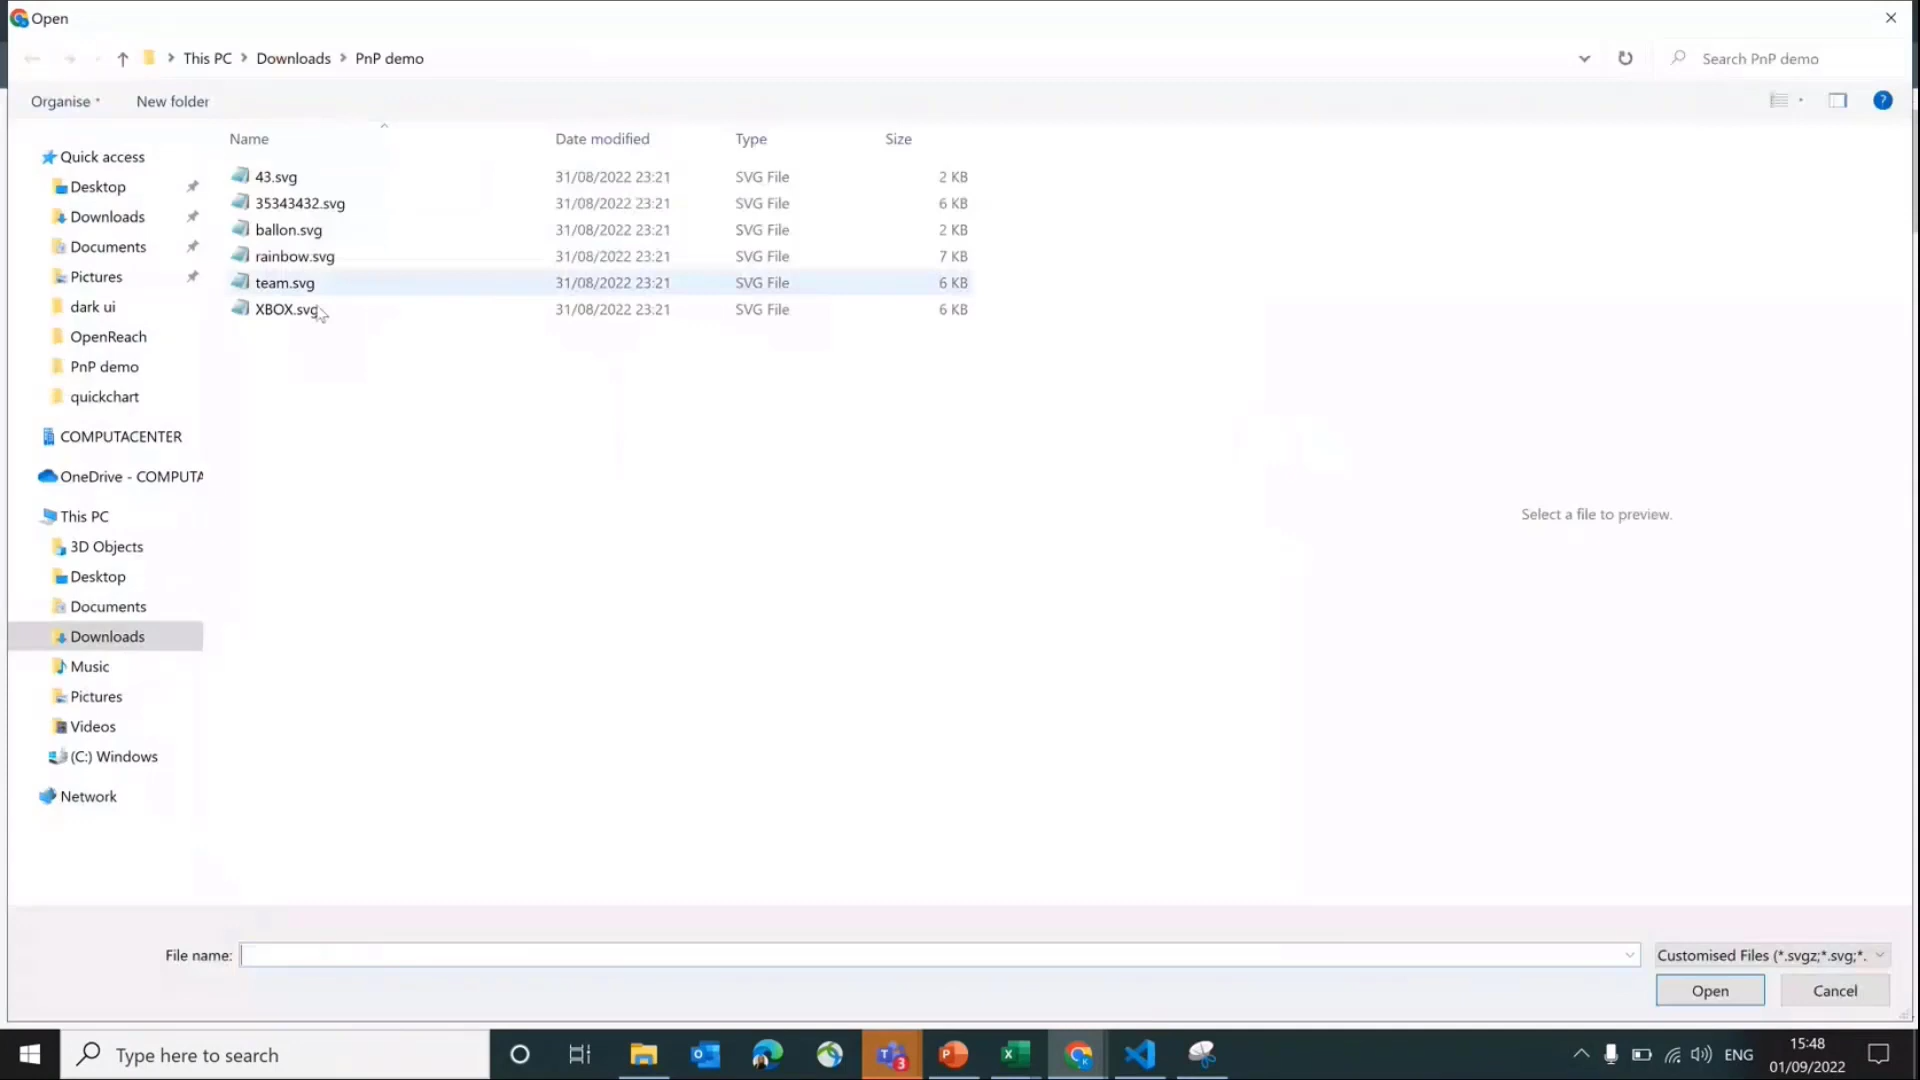 Open
This PC > Downloads > PnP demo
Search PnP demo
Organise
New folder
Name Date modified Type Size
43.svg 31/08/2022 23:21 SVG File 2 KB
35343432.svg 31/08/2022 23:21 SVG File 6 KB
ballon.svg 31/08/2022 23:21 SVG File 2 KB
rainbow.svg 31/08/2022 23:21 SVG File 7 KB
team.svg 31/08/2022 23:21 SVG File 6 KB
XBOX.svg 31/08/2022 23:21 SVG File 6 KB
Quick access
Desktop
Downloads
Documents
Pictures
dark ui
OpenReach
PnP demo
quickchart
COMPUTACENTER
OneDrive - COMPUTA
This PC
3D Objects
Desktop
Documents
Downloads
Music
Pictures
Videos
(C:) Windows
Network
Select a file to preview.
File name:
Customised Files (*.svgz;*.svg;*.
Open
Cancel
Type here to search
3
ENG
15:48
01/09/2022